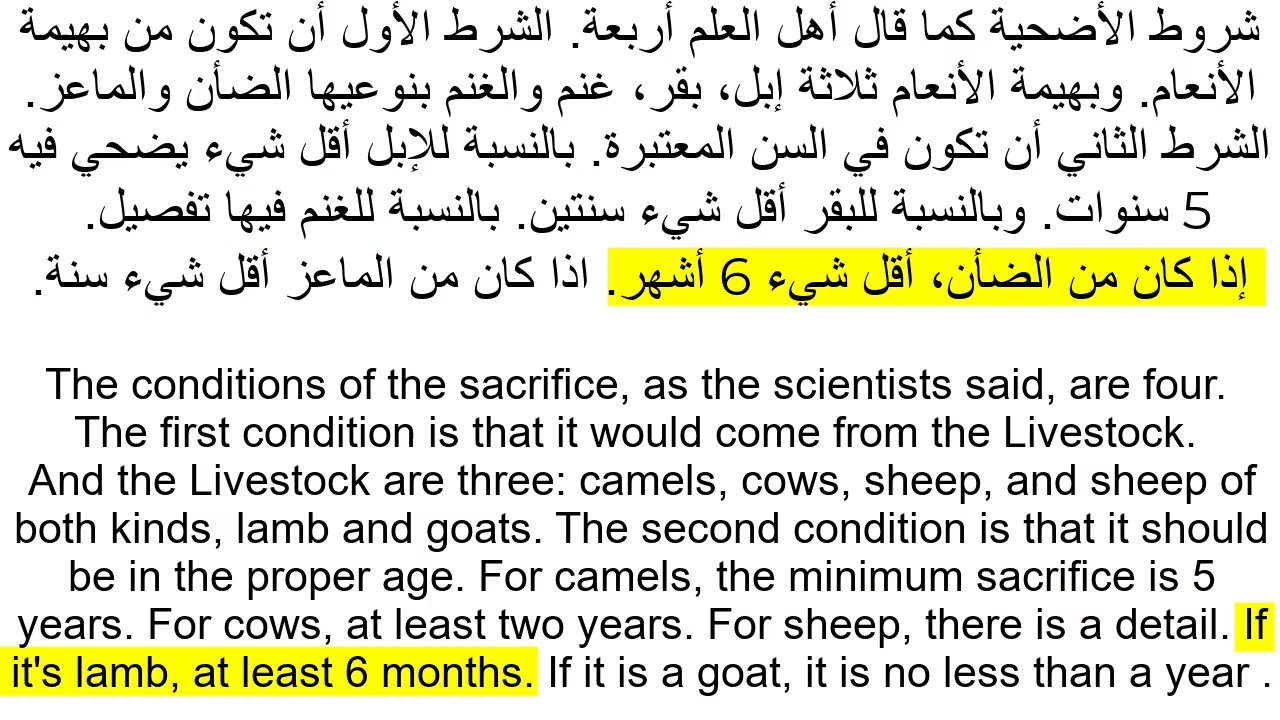 شروط الأضحية كما قال أهل العلم أربعة. الشرط الأول أن تكون من بهيمة
الأنعام. وبهيمة الأنعام ثلاثة إبل، بقر، غنم والغنم بنوعيها الضأن والماعز.
الشرط الثاني أن تكون في السن المعتبرة. بالنسبة للإبل أقل شيء يضحي فيه
5 سنوات. وبالنسبة للبقر أقل شيء سنتين. بالنسبة للغنم فيها تفصيل.
إذا كان من الضأن، أقل شيء 6 أشهر. اذا كان من الماعز أقل شيء سنة.
The conditions of the sacrifice, as the scientists said, are four.
The first condition is that it would come from the Livestock.
And the Livestock are three: camels, cows, sheep, and sheep of
both kinds, lamb and goats. The second condition is that it should
be in the proper age. For camels, the minimum sacrifice is 5
years. For cows, at least two years. For sheep, there is a detail. If
it's lamb, at least 6 months. If it is a goat, it is no less than a year .